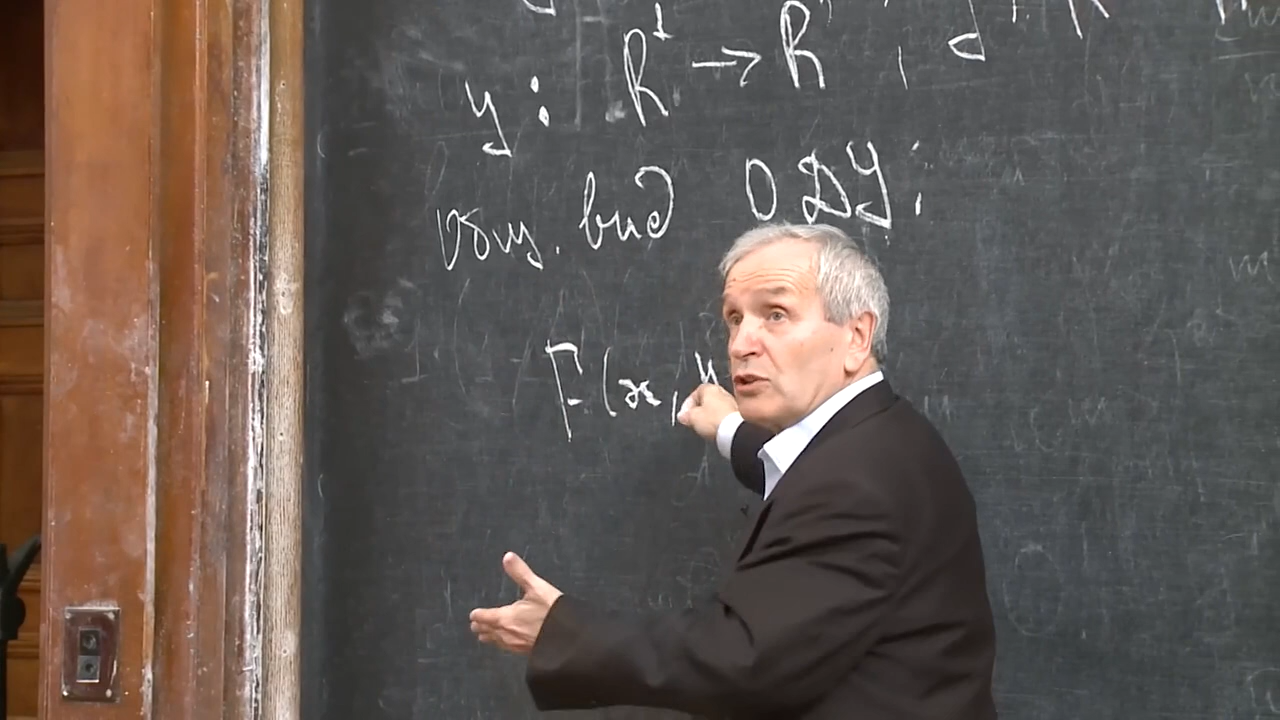 y : R¹ → R¹,
общ. вид ОДУ:
F(x, y